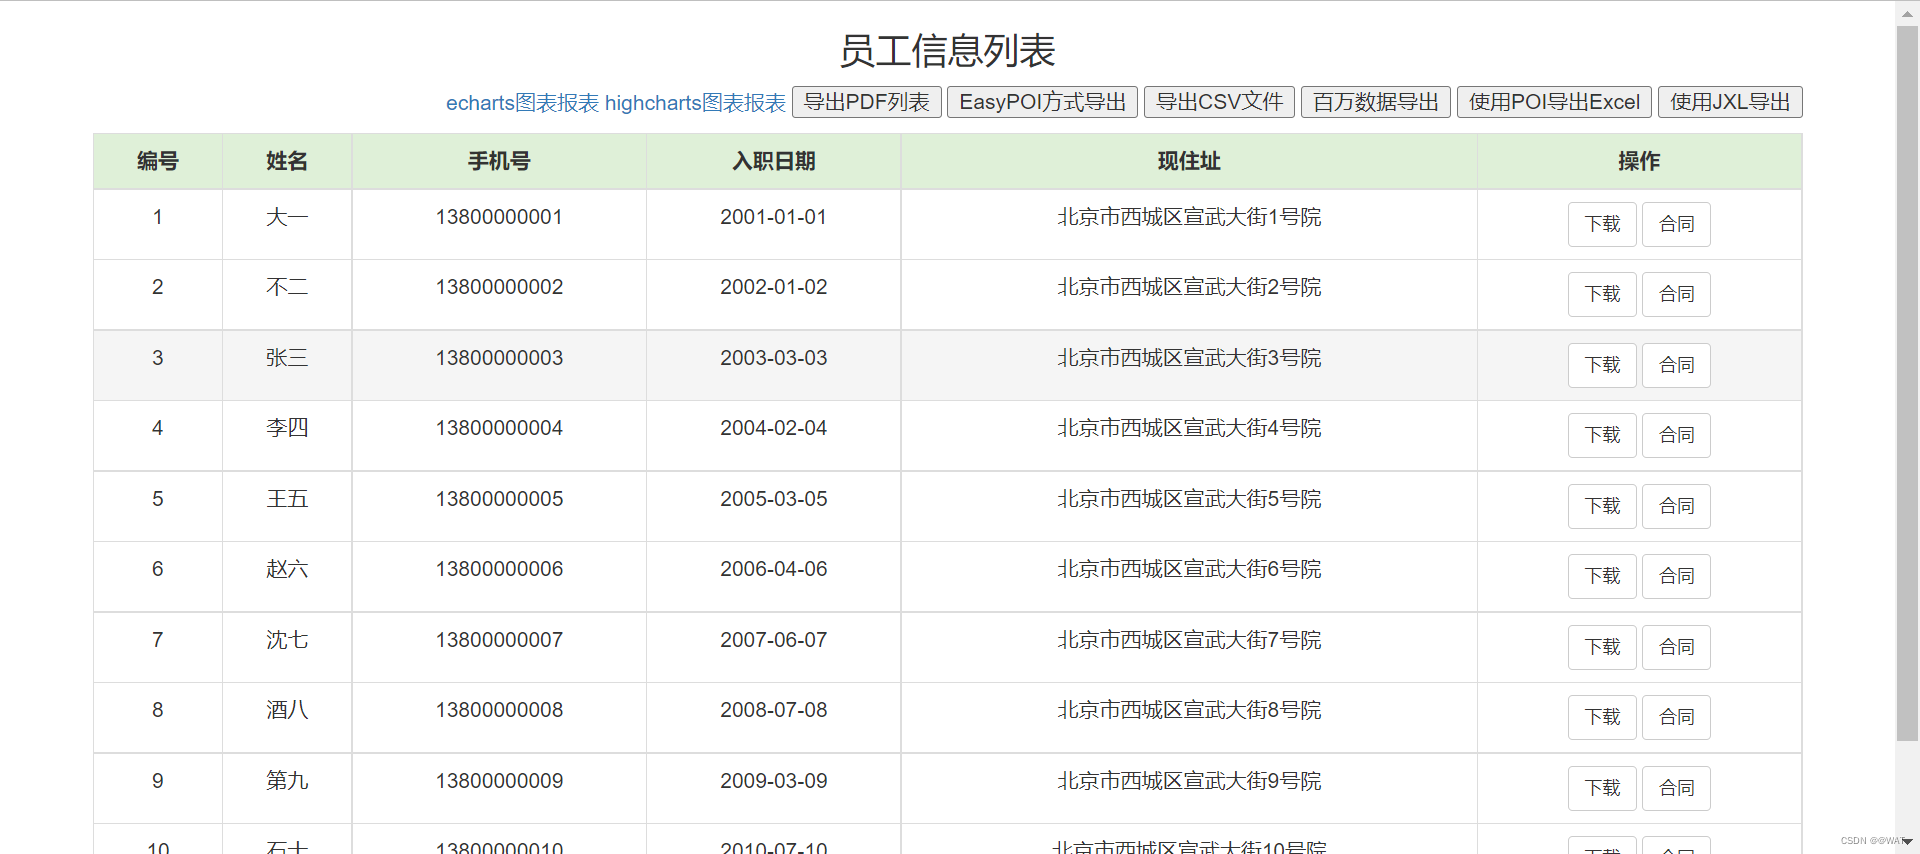 员工信息列表
echarts图表报表 highcharts图表报表 导出PDF列表 EasyPOI方式导出 导出CSV文件 百万数据导出 使用POI导出Excel 使用JXL导出
编号 姓名 手机号 入职日期 现住址 操作
1 大一 13800000001 2001-01-01 北京市西城区宣武大街1号院 下载 合同
2 不二 13800000002 2002-01-02 北京市西城区宣武大街2号院 下载 合同
3 张三 13800000003 2003-03-03 北京市西城区宣武大街3号院 下载 合同
4 李四 13800000004 2004-02-04 北京市西城区宣武大街4号院 下载 合同
5 王五 13800000005 2005-03-05 北京市西城区宣武大街5号院 下载 合同
6 赵六 13800000006 2006-04-06 北京市西城区宣武大街6号院 下载 合同
7 沈七 13800000007 2007-06-07 北京市西城区宣武大街7号院 下载 合同
8 酒八 13800000008 2008-07-08 北京市西城区宣武大街8号院 下载 合同
9 第九 13800000009 2009-03-09 北京市西城区宣武大街9号院 下载 合同
10 石十 13800000010 2010-07-10 北京市西城区宣武大街10号院 下载 合同
CSDN @@WAT